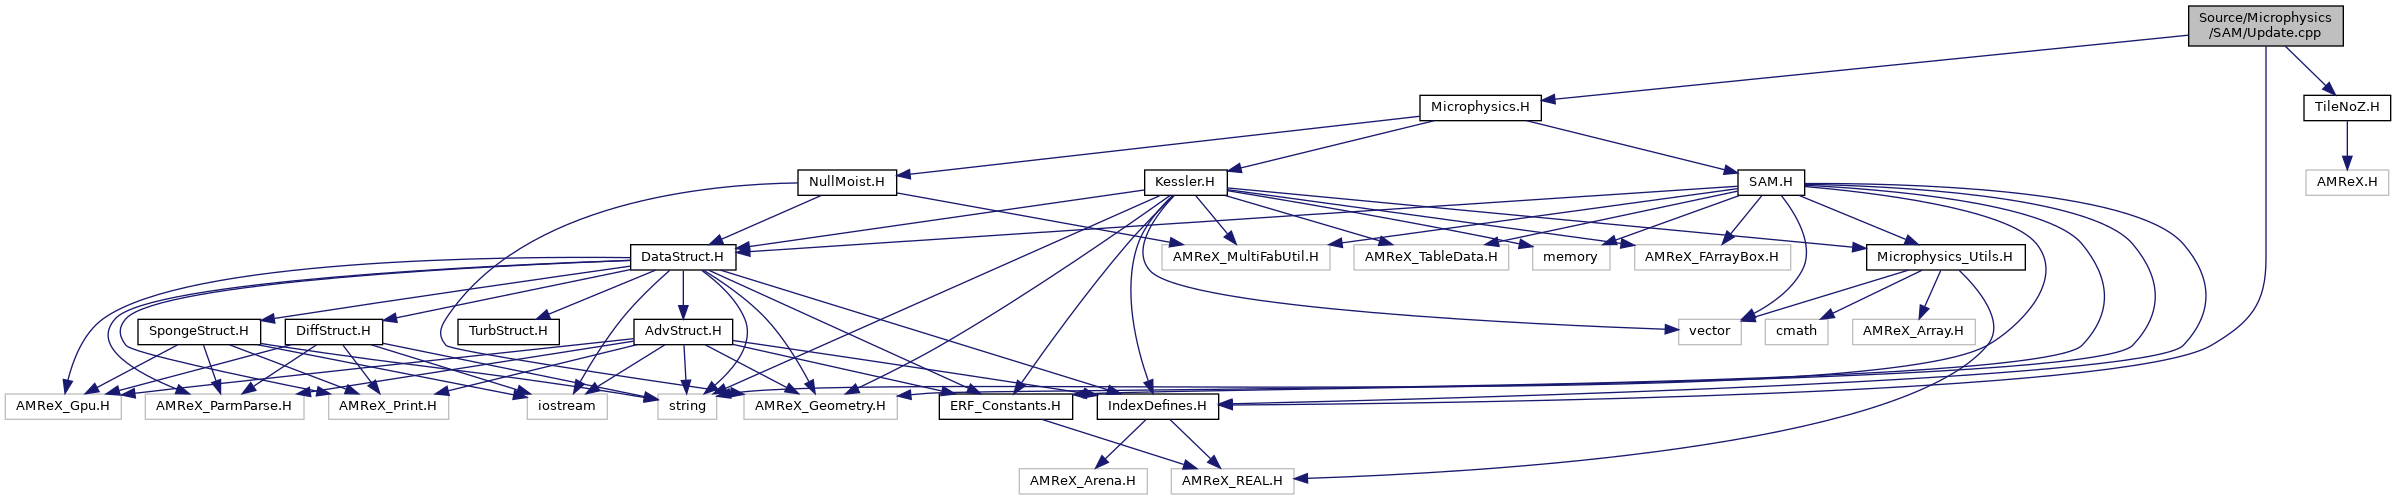 Source/Microphysics
/SAM/Update.cpp
Microphysics.H
TileNoZ.H
NullMoist.H
Kessler.H
SAM.H
AMReX.H
DataStruct.H
AMReX_MultiFabUtil.H
AMReX_TableData.H
memory
AMReX_FArrayBox.H
Microphysics_Utils.H
SpongeStruct.H
DiffStruct.H
TurbStruct.H
AdvStruct.H
vector
cmath
AMReX_Array.H
AMReX_Gpu.H
AMReX_ParmParse.H
AMReX_Print.H
iostream
string
AMReX_Geometry.H
ERF_Constants.H
IndexDefines.H
AMReX_Arena.H
AMReX_REAL.H